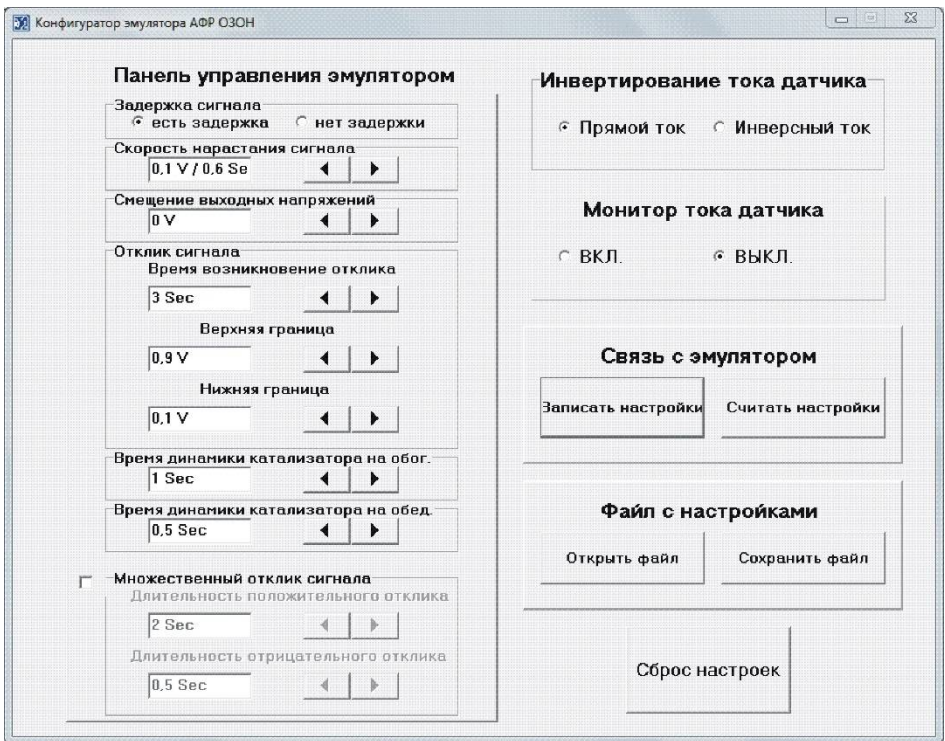 Конфигуратор эмулятора АФР ОЗОН
Панель управления эмулятором
Задержка сигнала
есть задержка нет задержки
Скорость нарастания сигнала
0,1 V / 0,6 Se
Смещение выходных напряжений
0 V
Отклик сигнала
Время возникновение отклика
3 Sec
Верхняя граница
0,9 V
Нижняя граница
0,1 V
Время динамики катализатора на обог.
1 Sec
Время динамики катализатора на обед.
0,5 Sec
Множественный отклик сигнала
Длительность положительного отклика
2 Sec
Длительность отрицательного отклика
0,5 Sec
Инвертирование тока датчика
Прямой ток Инверсный ток
Монитор тока датчика
ВКЛ. ВЫКЛ.
Связь с эмулятором
Записать настройки Считать настройки
Файл с настройками
Открыть файл Сохранить файл
Сброс настроек